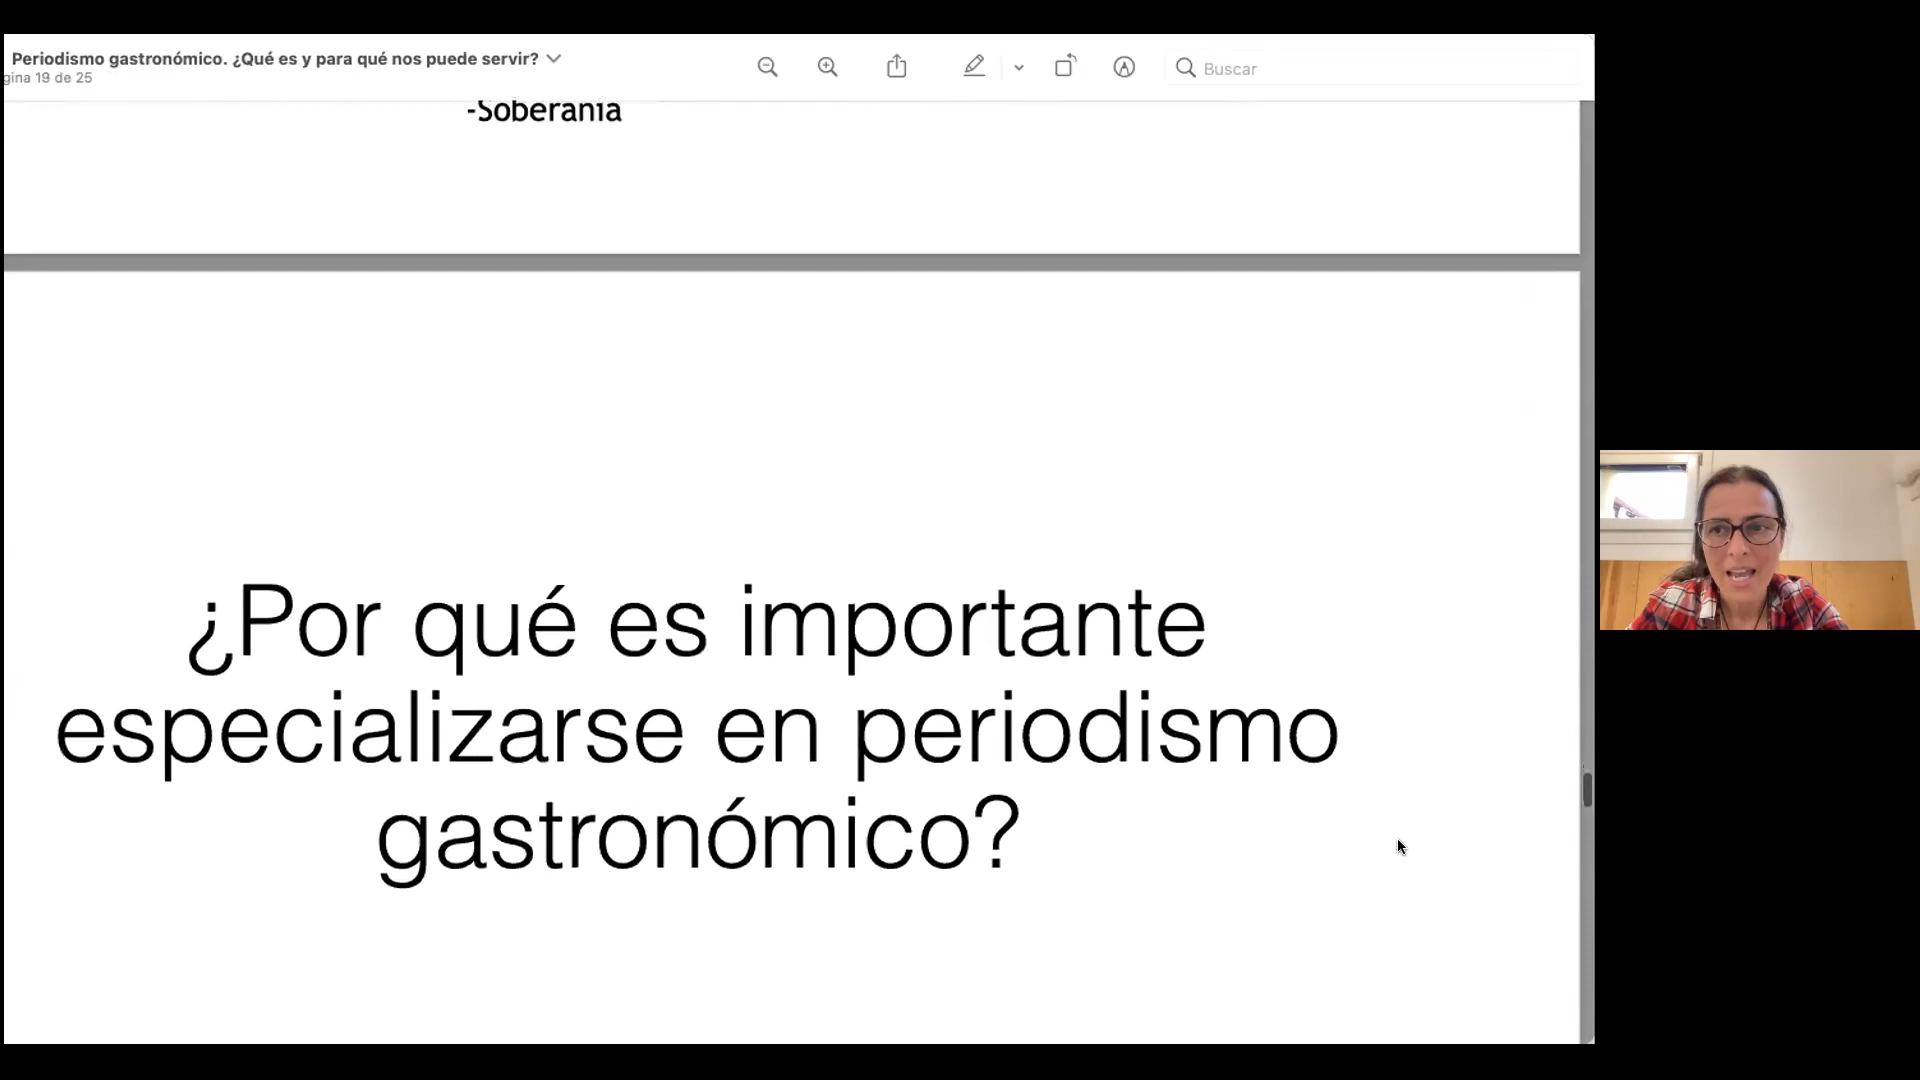 Periodismo gastronómico. ¿Qué es y para qué nos puede servir?
gina 19 de 25
Buscar
-Soberanía
¿Por qué es importante
especializarse en periodismo
gastronómico?